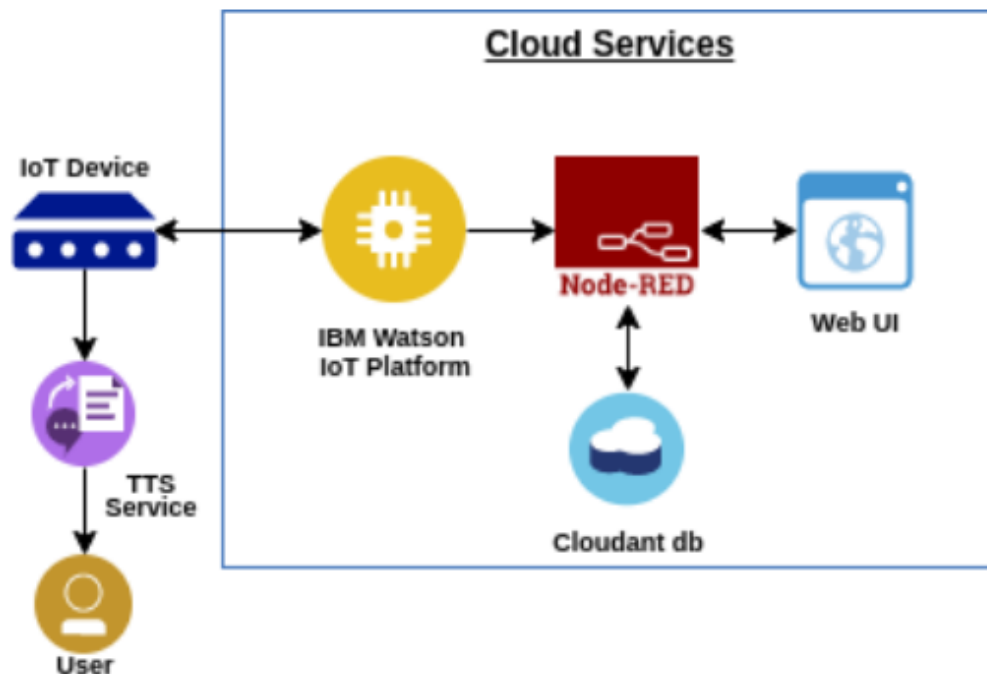 Cloud Services
IoT Device
Node-RED
IBM Watson
IoT Platform
Web UI
TTS
Service
Cloudant db
User